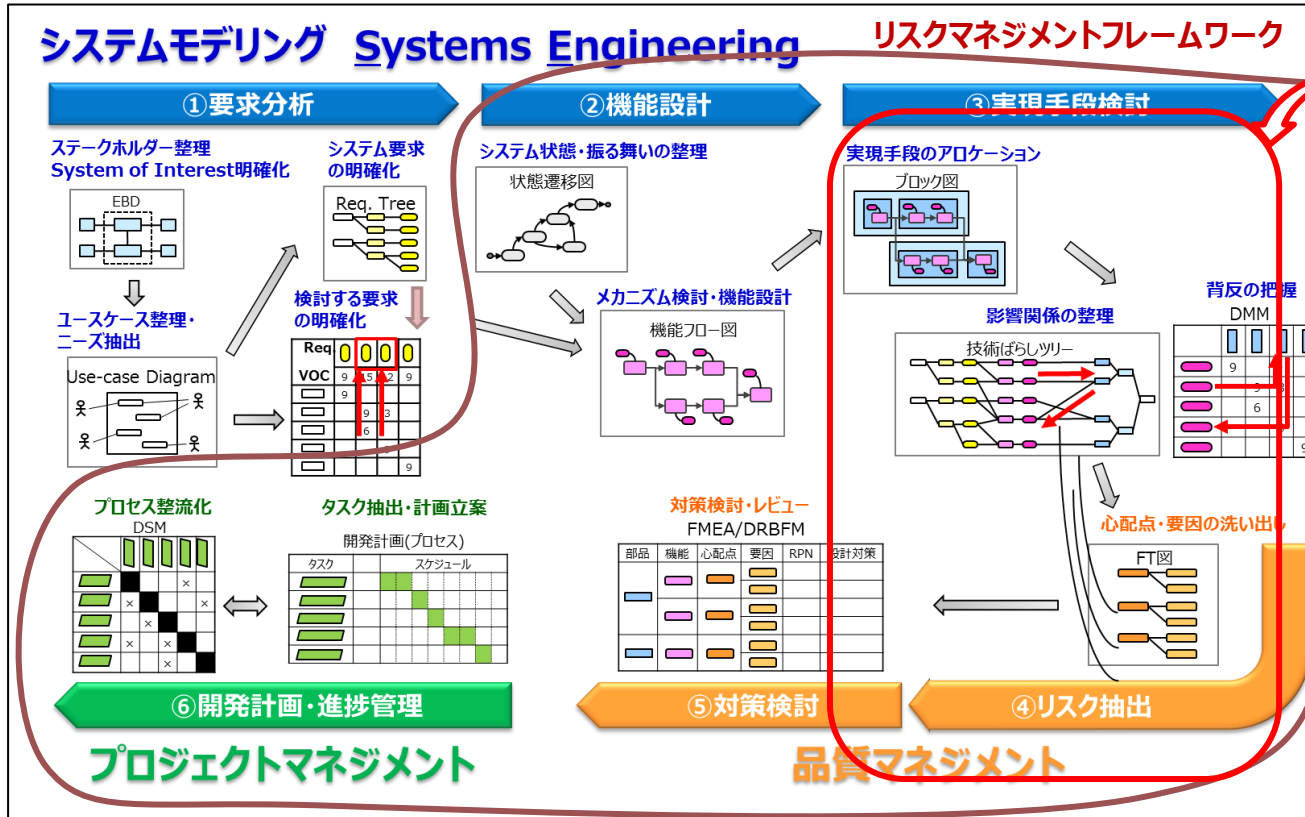 システムモデリング Systems Engineering
リスクマネジメントフレームワーク
①要求分析
②機能設計
③実現手段検討
ステークホルダー整理
System of Interest明確化
EBD
システム要求
の明確化
Req. Tree
ユースケース整理・
ニーズ抽出
Use-case Diagram
検討する要求
の明確化
Req.
VOC
9 15 12 9
9
9 3
6
9
システム状態・振る舞いの整理
状態遷移図
メカニズム検討・機能設計
機能フロー図
実現手段のアロケーション
ブロック図
影響関係の整理
技術ばらしツリー
背反の把握
DMM
9
6
心配点・要因の洗い出し
FT図
プロセス整流化
DSM
×
× ×
×
× ×
×
タスク抽出・計画立案
開発計画(プロセス)
タスク スケジュール
対策検討・レビュー
FMEA/DRBFM
部品 機能 心配点 要因 RPN 設計対策
⑥開発計画・進捗管理
⑤対策検討
④リスク抽出
プロジェクトマネジメント
品質マネジメント